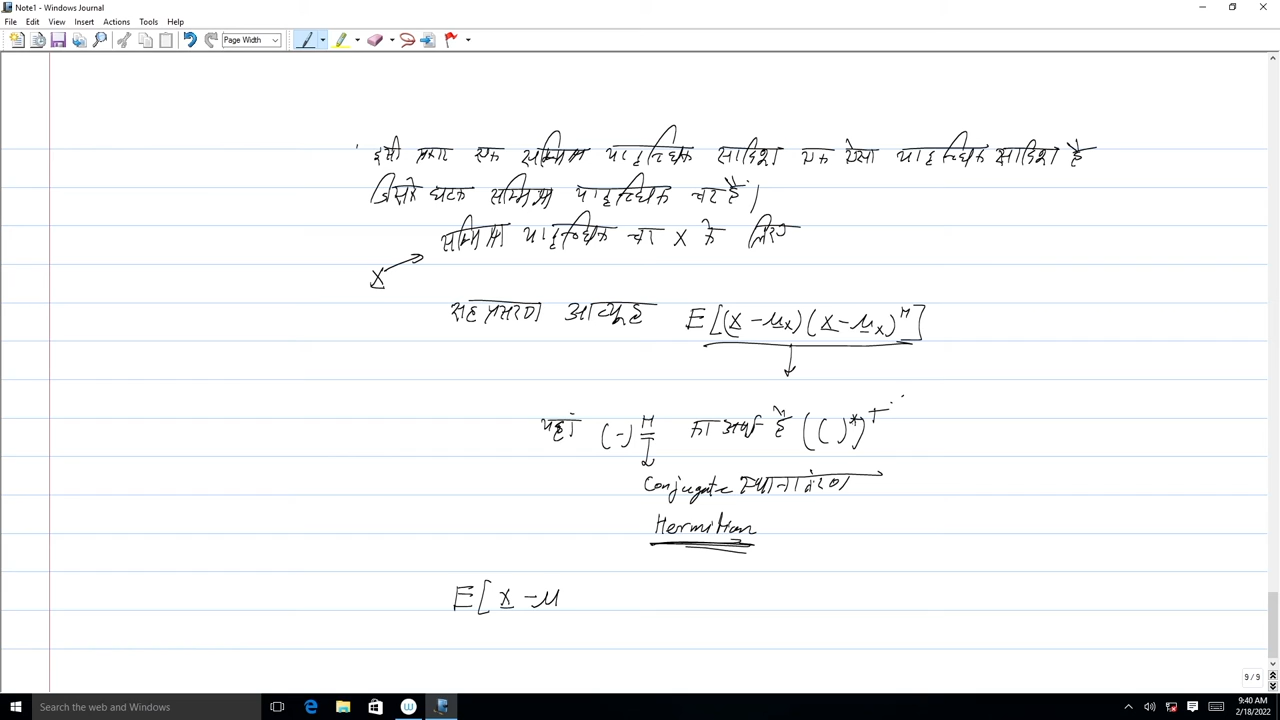 Note1 - Windows Journal
File Edit View Insert Actions Tools Help
Page Width
इसी प्रकार एक सम्मिश्र यादृच्छिक सादिश एक ऐसा यादृच्छिक सादिश है
जिसके घटक सम्मिश्र यादृच्छिक चर हैं।
सम्मिश्र यादृच्छिक चर X के लिए
X
सहप्रसरण आव्यूह E[(X - μx)(X - μx)^H]
यहां (-)^H का अर्थ है (( )*)^T
Conjugate स्थानांतरण
Hermitian
E[X - μ
9 / 9
Search the web and Windows
9:40 AM
2/18/2022